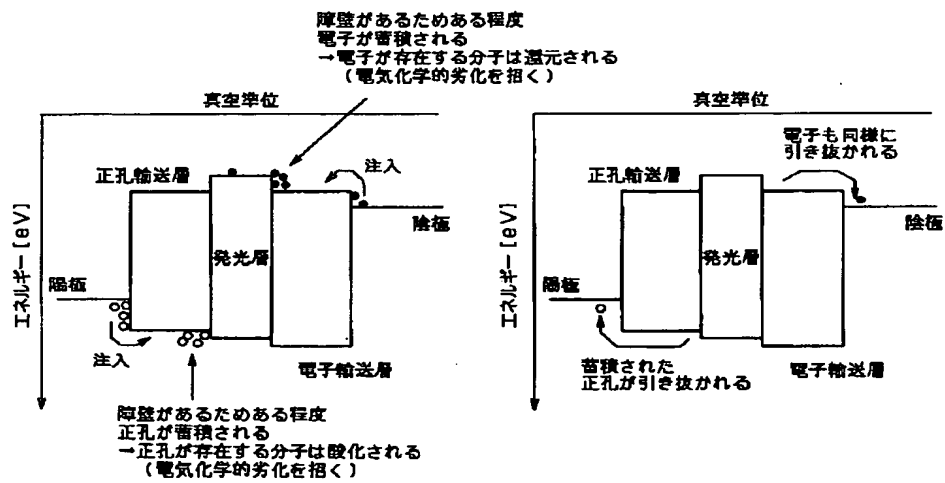 障壁があるためある程度
電子が蓄積される
→電子が存在する分子は還元される
(電気化学的劣化を招く)
真空準位
正孔輸送層
注入
陰極
発光層
陽極
注入
電子輸送層
エネルギー[eV]
障壁があるためある程度
正孔が蓄積される
→正孔が存在する分子は酸化される
(電気化学的劣化を招く)
真空準位
電子も同様に
引き抜かれる
正孔輸送層
陰極
発光層
陽極
蓄積された
正孔が引き抜かれる
電子輸送層
エネルギー[eV]